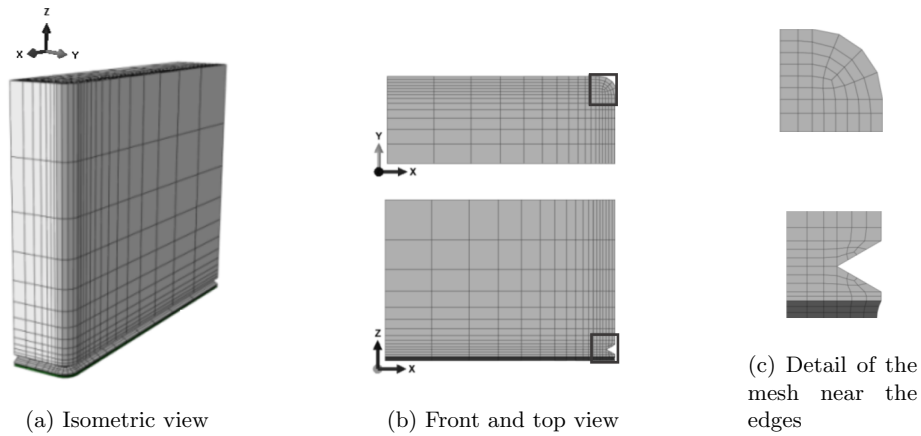 Z
X
Y
Y
X
Z
X
(a) Isometric view
(b) Front and top view
(c) Detail of the
mesh near the
edges